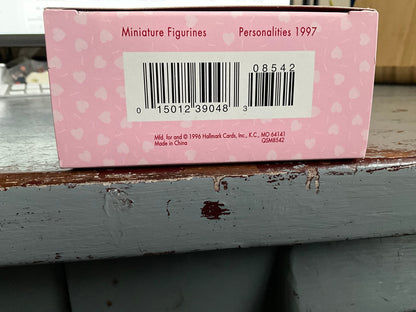 Miniature Figurines Personalities 1997
08542
0 15012 39048 3
Mfd. for and © 1996 Hallmark Cards, Inc., K.C., MO 64141
Made in China QSM8542